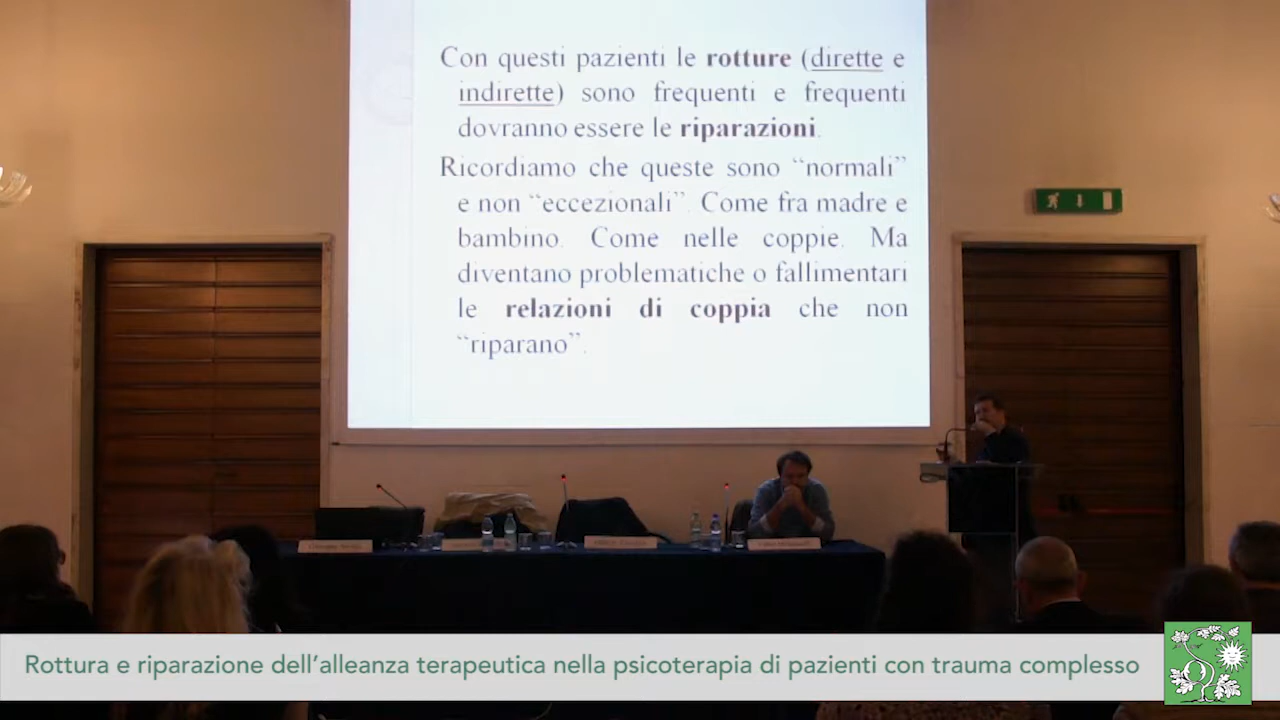 Con questi pazienti le rotture (dirette e
indirette) sono frequenti e frequenti
dovranno essere le riparazioni.
Ricordiamo che queste sono “normali”
e non “eccezionali”. Come fra madre e
bambino. Come nelle coppie. Ma
diventano problematiche o fallimentari
le relazioni di coppia che non
“riparano”.
Rottura e riparazione dell’alleanza terapeutica nella psicoterapia di pazienti con trauma complesso